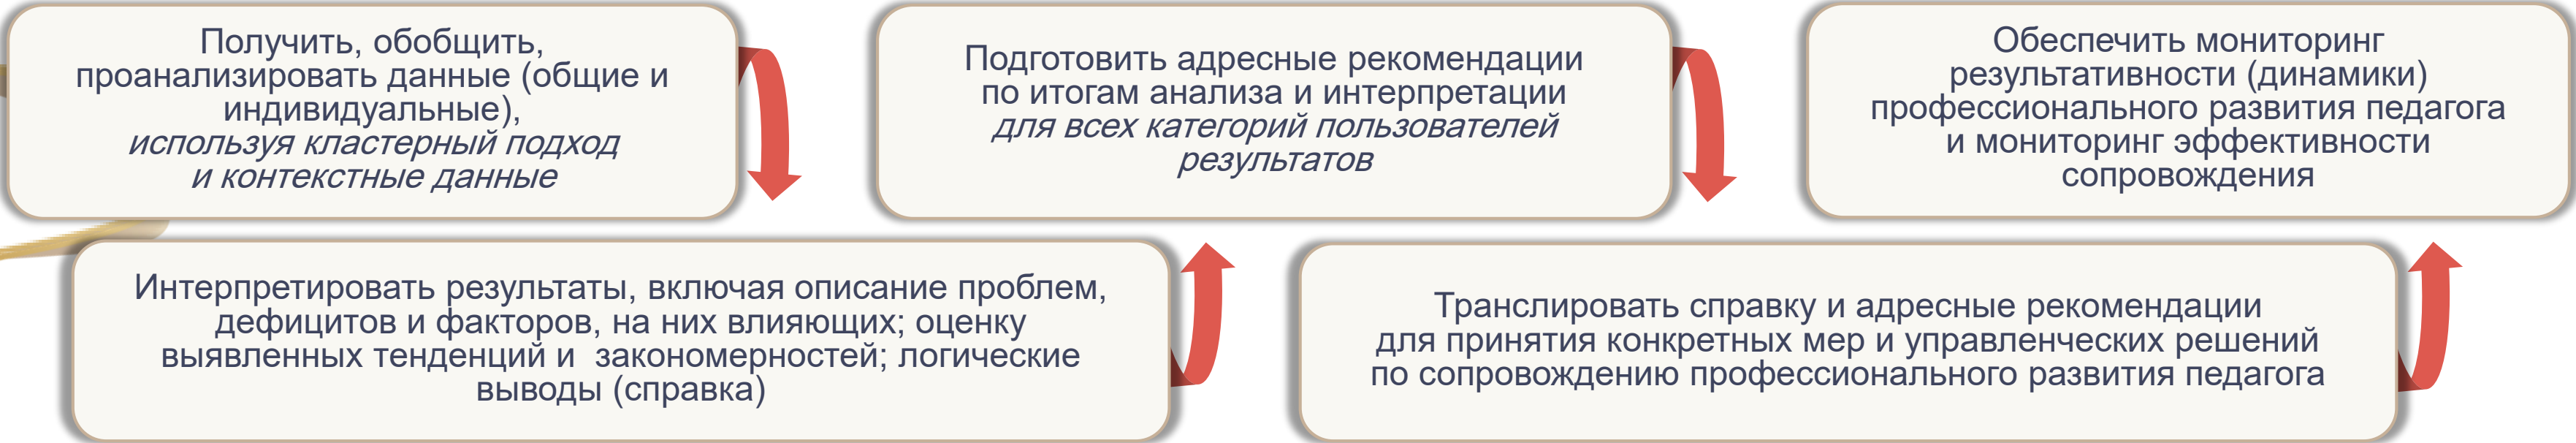 Получить, обобщить,
проанализировать данные (общие и
индивидуальные),
используя кластерный подход
и контекстные данные
Интерпретировать результаты, включая описание проблем,
дефицитов и факторов, на них влияющих; оценку
выявленных тенденций и  закономерностей; логические
выводы (справка)
Подготовить адресные рекомендации
по итогам анализа и интерпретации
для всех категорий пользователей
результатов
Транслировать справку и адресные рекомендации
для принятия конкретных мер и управленческих решений
по сопровождению профессионального развития педагога
Обеспечить мониторинг
результативности (динамики)
профессионального развития педагога
и мониторинг эффективности
сопровождения